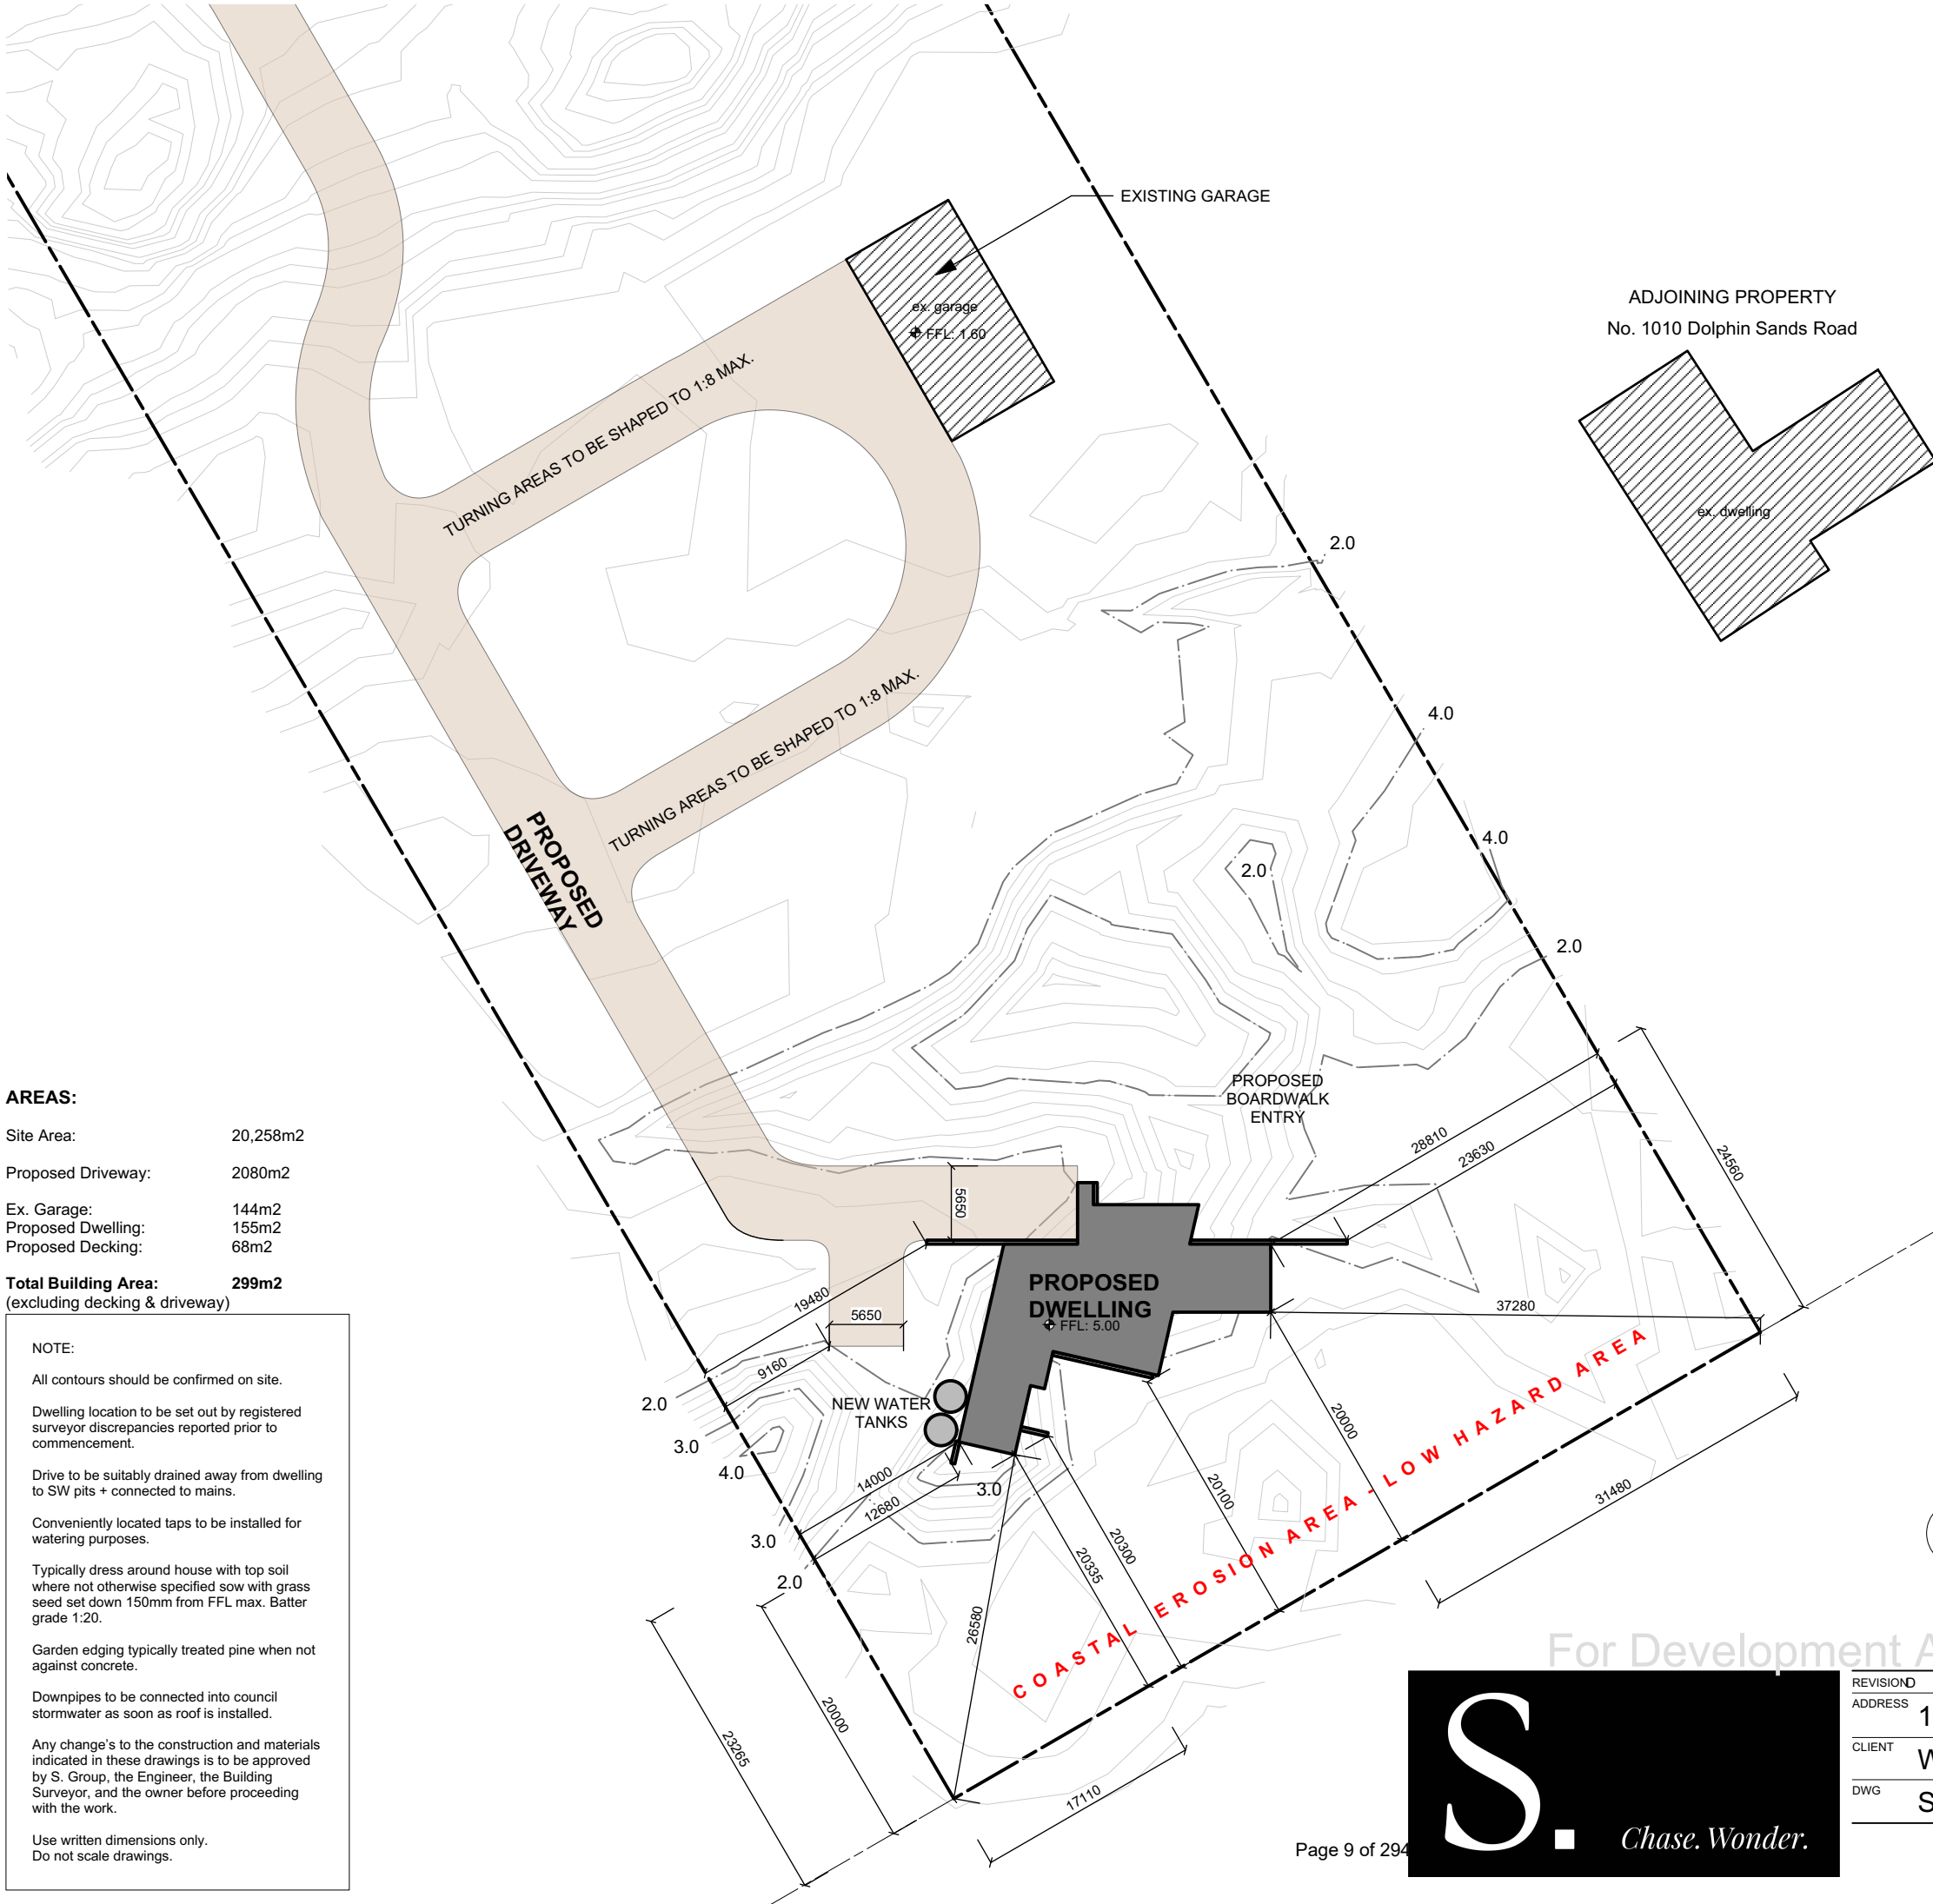 EXISTING GARAGE
ex. garage
FFL: 1.60
ADJOINING PROPERTY
No. 1010 Dolphin Sands Road
ex. dwelling
TURNING AREAS TO BE SHAPED TO 1:8 MAX.
TURNING AREAS TO BE SHAPED TO 1:8 MAX.
PROPOSED
DRIVEWAY
2.0
4.0
4.0
2.0
2.0
PROPOSED
BOARDWALK
ENTRY
28810
23630
24560
5650
PROPOSED
DWELLING
FFL: 5.00
37280
19480
5650
9160
NEW WATER
TANKS
2.0
3.0
4.0
14000
12680
3.0
3.0
2.0
20000
20100
20300
20335
26580
31480
COASTAL EROSION AREA - LOW HAZARD AREA
20000
23265
17110
AREAS:
Site Area: 20,258m2
Proposed Driveway: 2080m2
Ex. Garage: 144m2
Proposed Dwelling: 155m2
Proposed Decking: 68m2
Total Building Area: 299m2
(excluding decking & driveway)
NOTE:
All contours should be confirmed on site.
Dwelling location to be set out by registered
surveyor discrepancies reported prior to
commencement.
Drive to be suitably drained away from dwelling
to SW pits + connected to mains.
Conveniently located taps to be installed for
watering purposes.
Typically dress around house with top soil
where not otherwise specified sow with grass
seed set down 150mm from FFL max. Batter
grade 1:20.
Garden edging typically treated pine when not
against concrete.
Downpipes to be connected into council
stormwater as soon as roof is installed.
Any change's to the construction and materials
indicated in these drawings is to be approved
by S. Group, the Engineer, the Building
Surveyor, and the owner before proceeding
with the work.
Use written dimensions only.
Do not scale drawings.
For Development A
Page 9 of 294
S.
Chase. Wonder.
REVISION D
ADDRESS 1
CLIENT W
DWG S